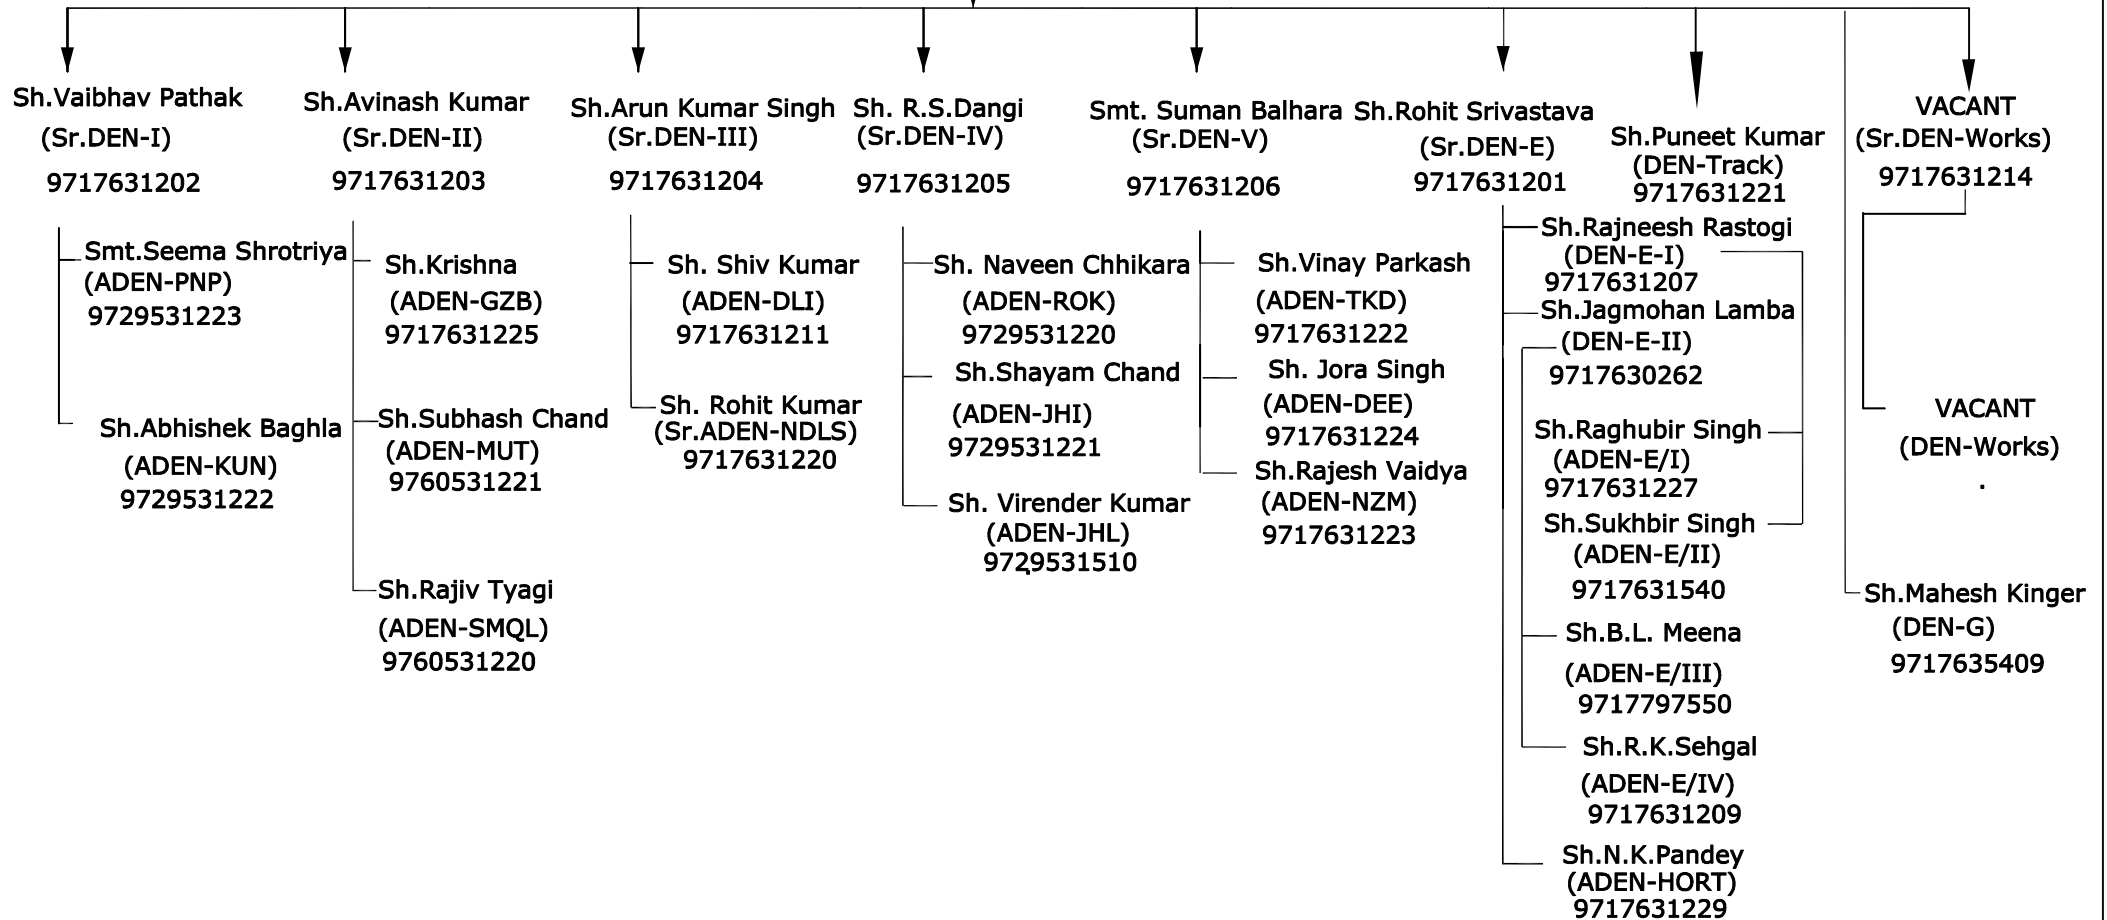 Sh.Vaibhav Pathak
(Sr.DEN-I)
9717631202
Smt.Seema Shrotriya
(ADEN-PNP)
9729531223
Sh.Abhishek Baghla
(ADEN-KUN)
9729531222
Sh.Avinash Kumar
(Sr.DEN-II)
9717631203
Sh.Krishna
(ADEN-GZB)
9717631225
Sh.Subhash Chand
(ADEN-MUT)
9760531221
Sh.Rajiv Tyagi
(ADEN-SMQL)
9760531220
Sh.Arun Kumar Singh
(Sr.DEN-III)
9717631204
Sh. Shiv Kumar
(ADEN-DLI)
9717631211
Sh. Rohit Kumar
(Sr.ADEN-NDLS)
9717631220
Sh. R.S.Dangi
(Sr.DEN-IV)
9717631205
Sh. Naveen Chhikara
(ADEN-ROK)
9729531220
Sh.Shayam Chand
(ADEN-JHI)
9729531221
Sh. Virender Kumar
(ADEN-JHL)
9729531510
Smt. Suman Balhara
(Sr.DEN-V)
9717631206
Sh.Vinay Parkash
(ADEN-TKD)
9717631222
Sh. Jora Singh
(ADEN-DEE)
9717631224
Sh.Rajesh Vaidya
(ADEN-NZM)
9717631223
Sh.Rohit Srivastava
(Sr.DEN-E)
9717631201
Sh.Puneet Kumar
(DEN-Track)
9717631221
Sh.Rajneesh Rastogi
(DEN-E-I)
9717631207
Sh.Jagmohan Lamba
(DEN-E-II)
9717630262
Sh.Raghubir Singh
(ADEN-E/I)
9717631227
Sh.Sukhbir Singh
(ADEN-E/II)
9717631540
Sh.B.L. Meena
(ADEN-E/III)
9717797550
Sh.R.K.Sehgal
(ADEN-E/IV)
9717631209
Sh.N.K.Pandey
(ADEN-HORT)
9717631229
VACANT
(Sr.DEN-Works)
9717631214
VACANT
(DEN-Works)
.
Sh.Mahesh Kinger
(DEN-G)
9717635409